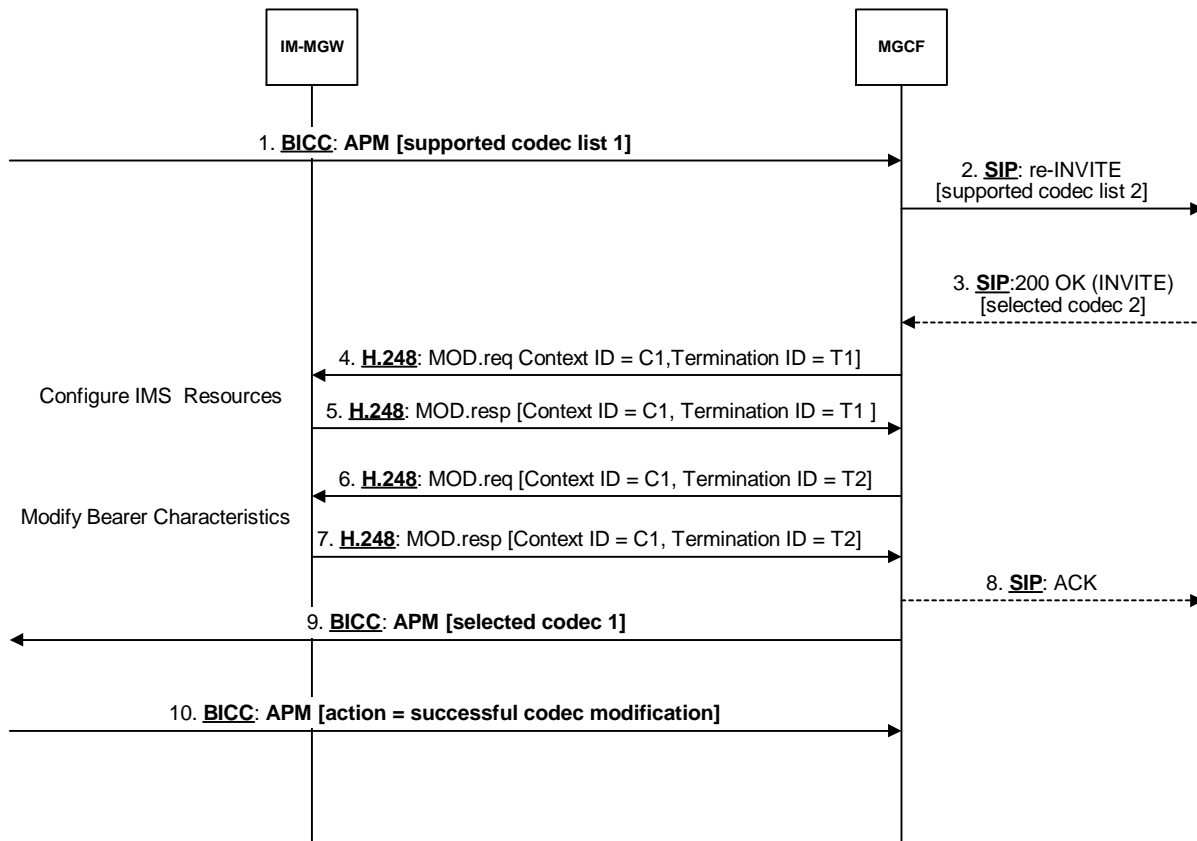 IM-MGW
MGCF
1. BICC: APM [supported codec list 1]
2. SIP: re-INVITE
[supported codec list 2]
3. SIP:200 OK (INVITE)
[selected codec 2]
4. H.248: MOD.req Context ID = C1,Termination ID = T1]
Configure IMS Resources
5. H.248: MOD.resp [Context ID = C1, Termination ID = T1 ]
6. H.248: MOD.req [Context ID = C1, Termination ID = T2]
Modify Bearer Characteristics
7. H.248: MOD.resp [Context ID = C1, Termination ID = T2]
8. SIP: ACK
9. BICC: APM [selected codec 1]
10. BICC: APM [action = successful codec modification]